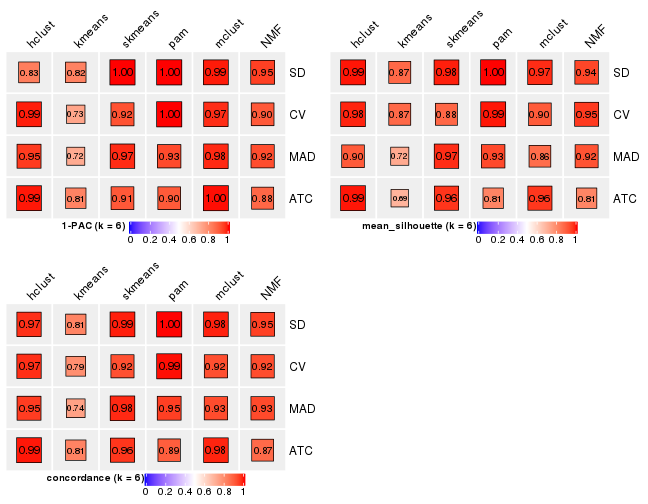 hclust kmeans skmeans pam mclust NMF
0.83 0.82 1.00 1.00 0.99 0.95 SD
0.99 0.73 0.92 1.00 0.97 0.90 CV
0.95 0.72 0.97 0.93 0.98 0.92 MAD
0.99 0.81 0.91 0.90 1.00 0.88 ATC
1-PAC (k = 6)
0 0.2 0.4 0.6 0.8 1
hclust kmeans skmeans pam mclust NMF
0.99 0.87 0.98 1.00 0.97 0.94 SD
0.98 0.87 0.88 0.99 0.90 0.95 CV
0.90 0.72 0.97 0.93 0.86 0.92 MAD
0.99 0.69 0.96 0.81 0.96 0.81 ATC
mean_silhouette (k = 6)
0 0.2 0.4 0.6 0.8 1
hclust kmeans skmeans pam mclust NMF
0.97 0.81 0.99 1.00 0.98 0.95 SD
0.97 0.79 0.92 0.99 0.92 0.92 CV
0.95 0.74 0.98 0.95 0.93 0.93 MAD
0.99 0.81 0.96 0.89 0.98 0.87 ATC
concordance (k = 6)
0 0.2 0.4 0.6 0.8 1